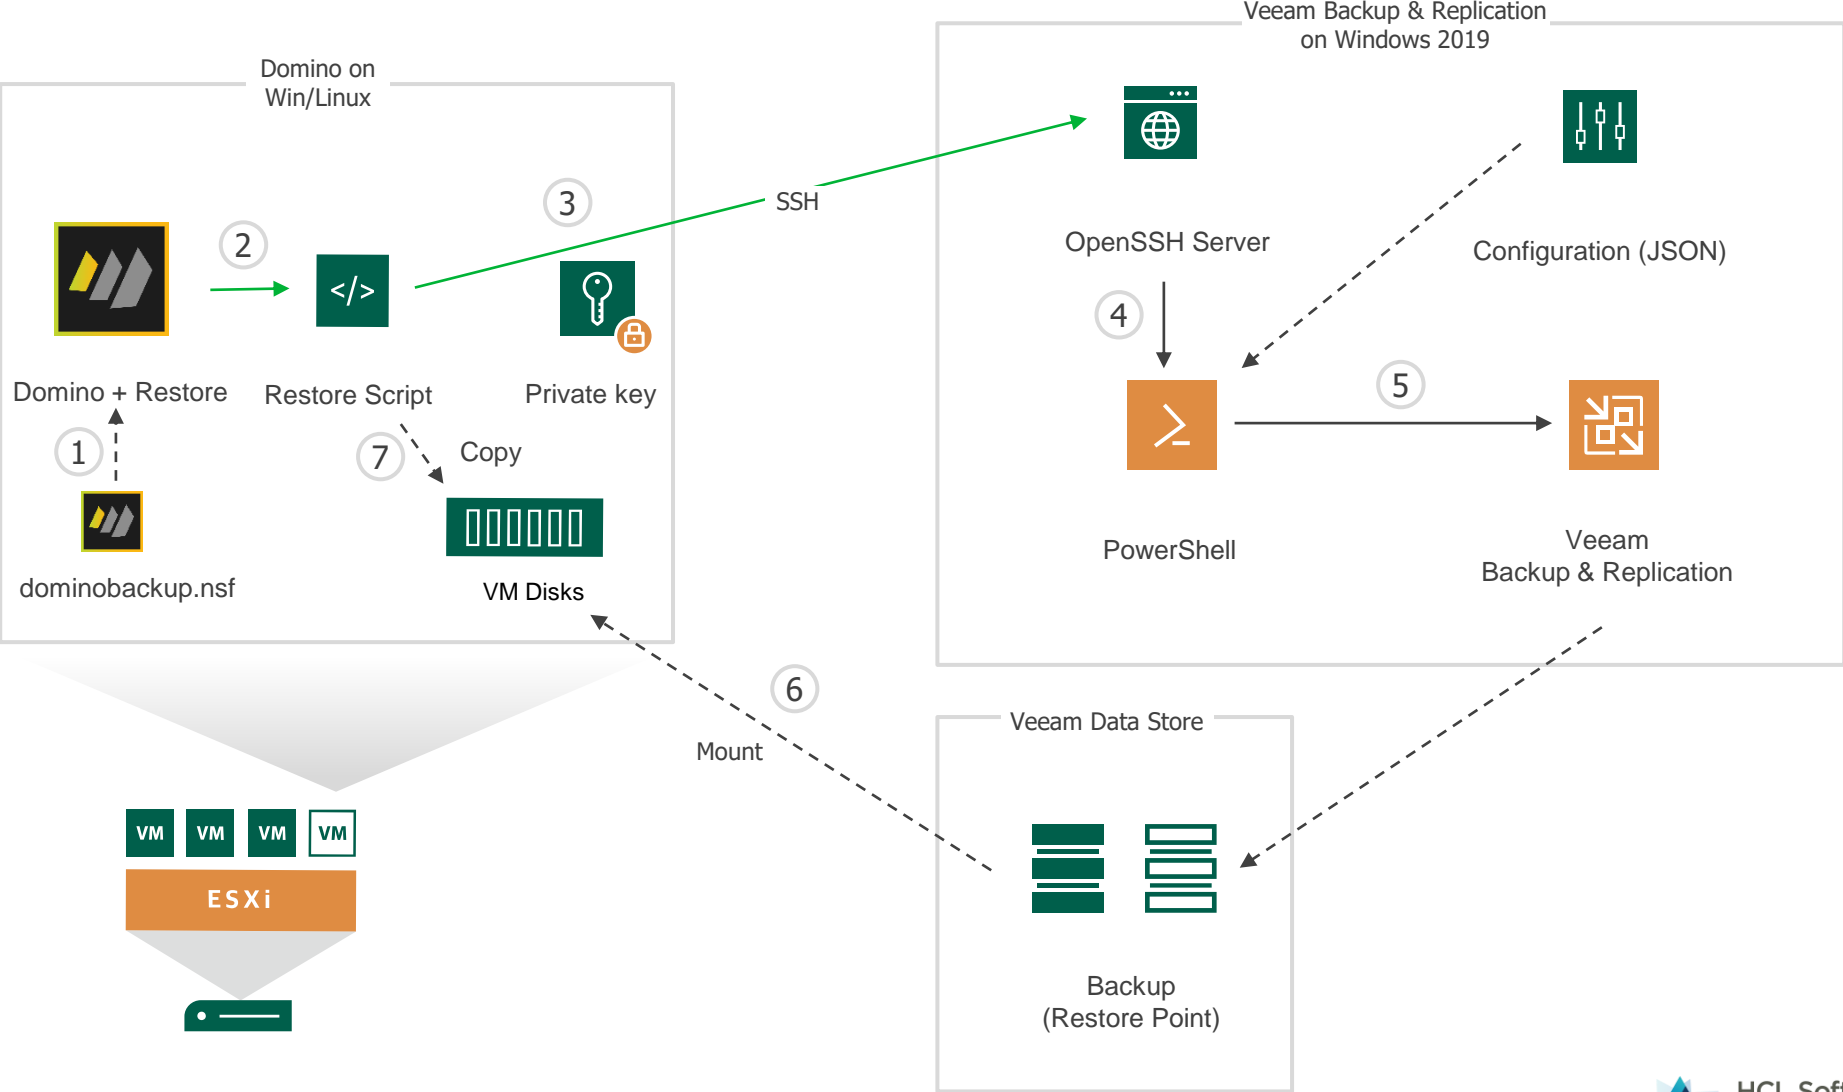 Veeam Backup & Replication
on Windows 2019
Domino on
Win/Linux
3
SSH
2
</>
OpenSSH Server
Configuration (JSON)
4
Domino + Restore
Restore Script
Private key
5
1
7
Copy
dominobackup.nsf
VM Disks
PowerShell
Veeam
Backup & Replication
6
Mount
Veeam Data Store
VM VM VM VM
ESXi
Backup
(Restore Point)